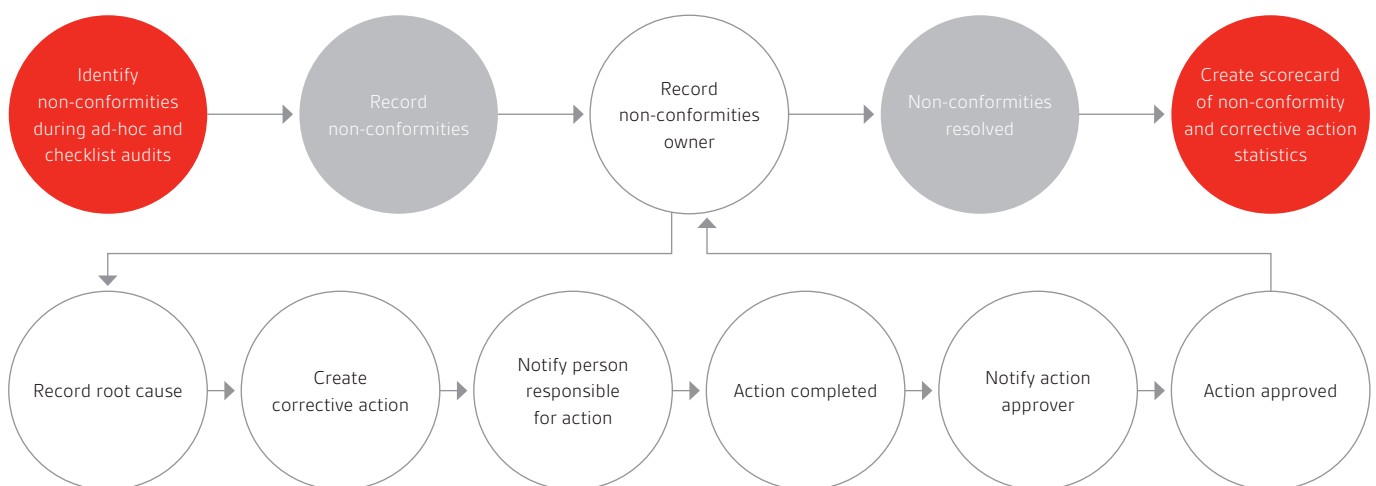 Identify
non-conformities
during ad-hoc and
checklist audits
Record
non-conformities
Record
non-conformities
owner
Non-conformities
resolved
Create scorecard
of non-conformity
and corrective action
statistics
Record root cause
Create
corrective action
Notify person
responsible
for action
Action completed
Notify action
approver
Action approved